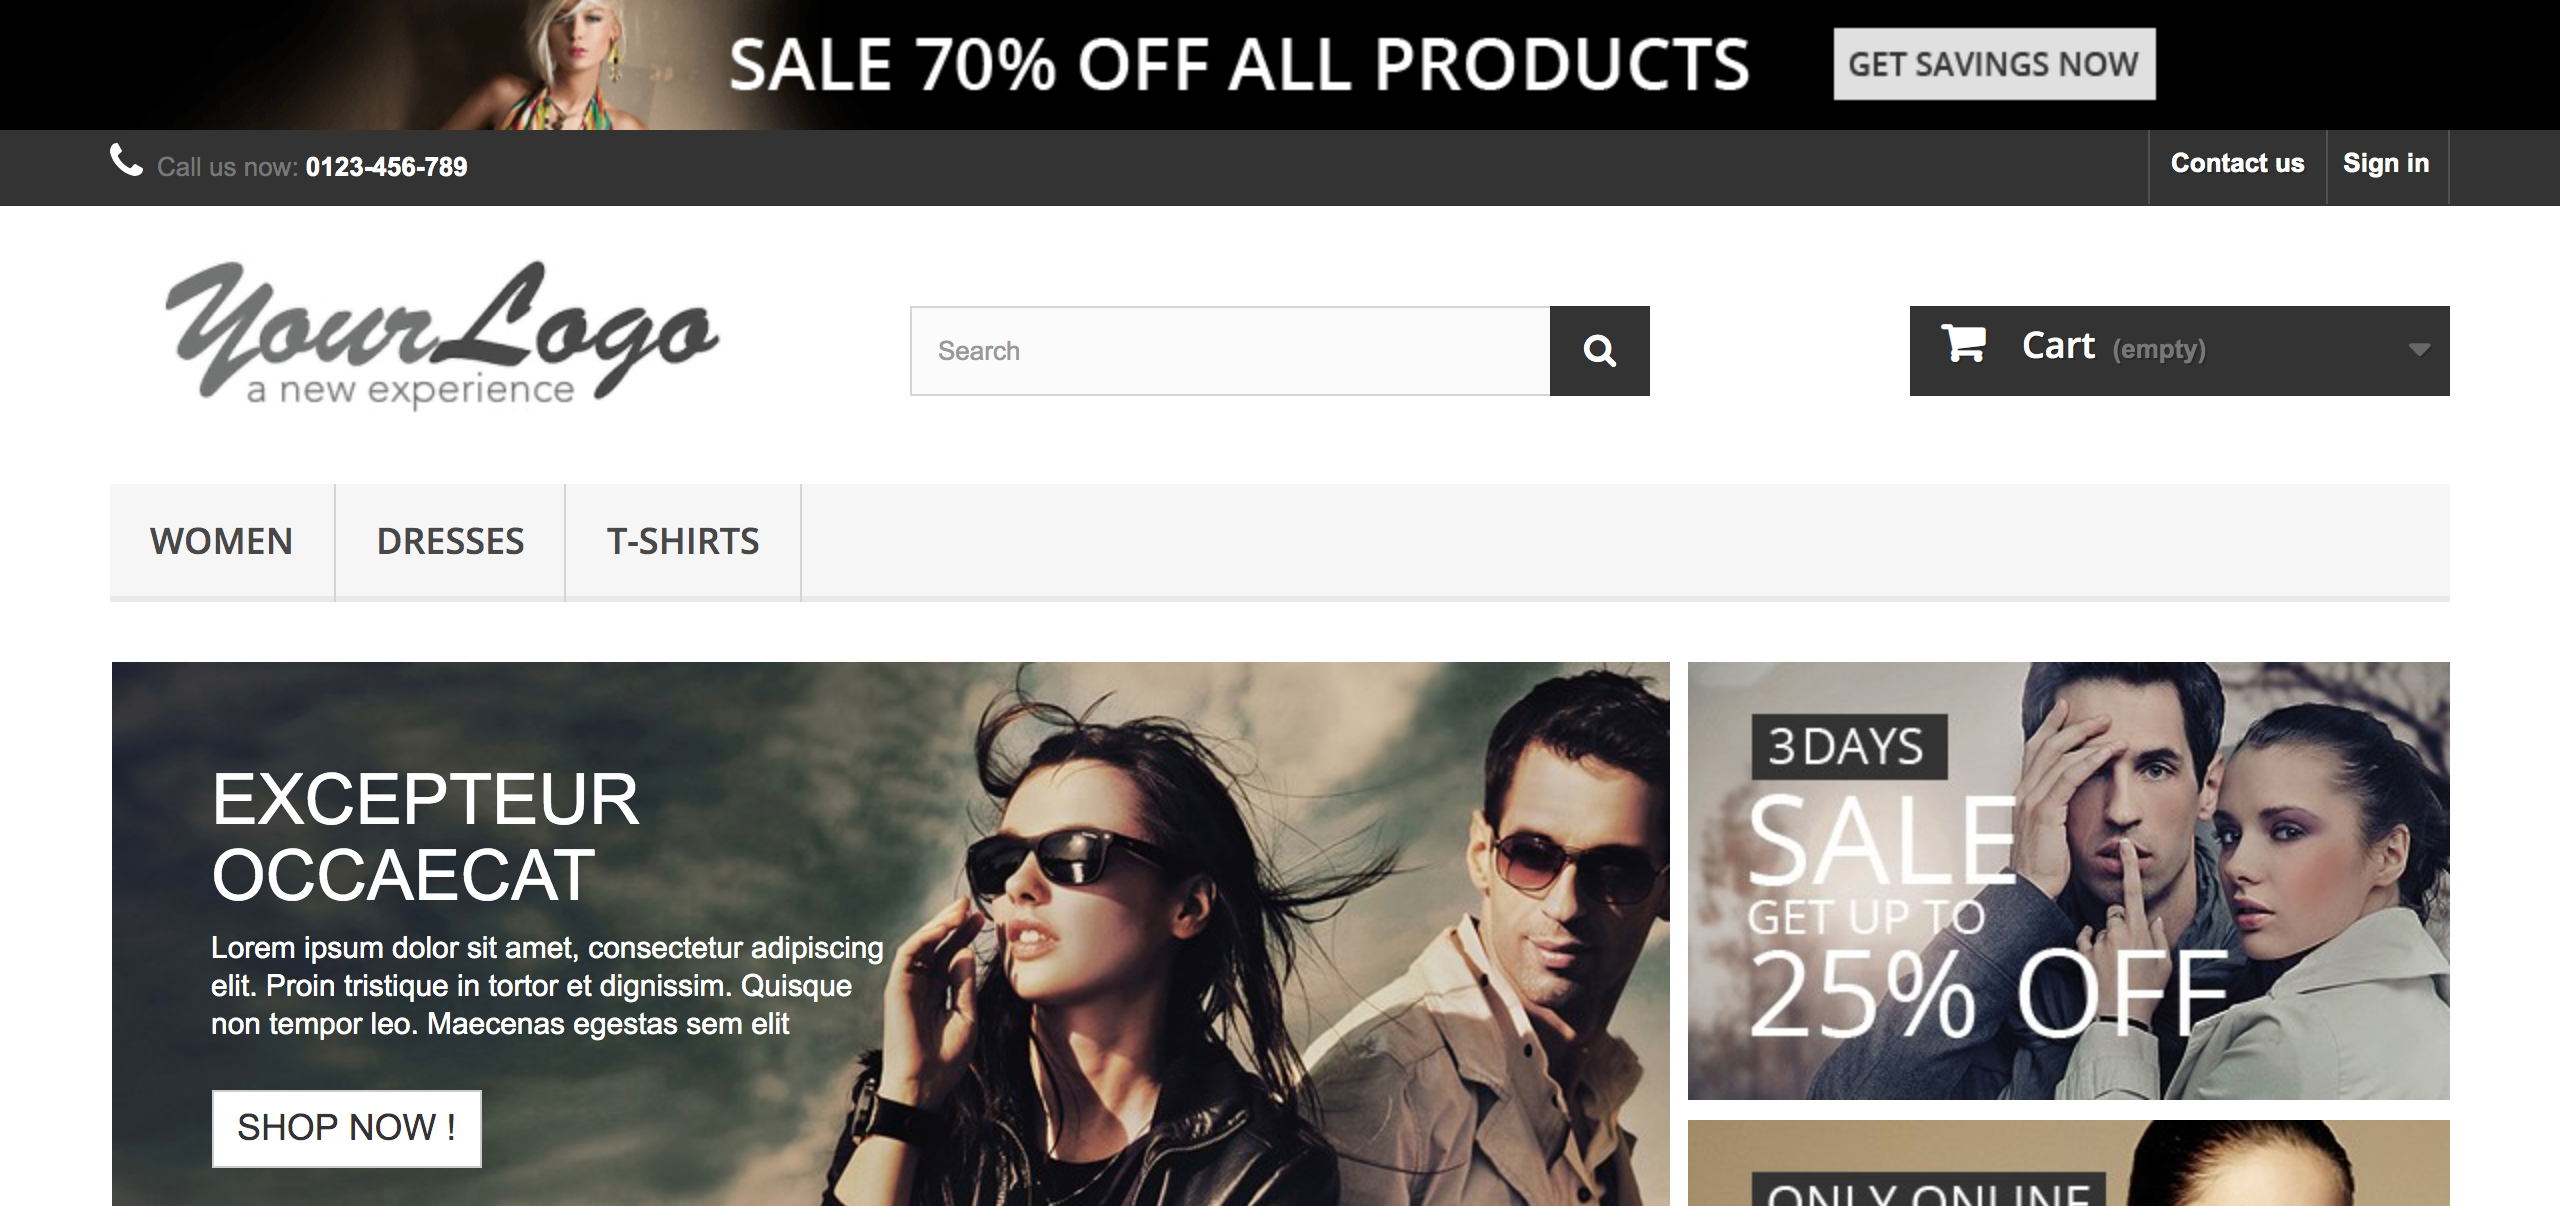 SALE 70% OFF ALL PRODUCTS
GET SAVINGS NOW
Call us now: 0123-456-789
Contact us
Sign in
YourLogo
a new experience
Search
Cart (empty)
WOMEN
DRESSES
T-SHIRTS
EXCEPTEUR
OCCAECAT
Lorem ipsum dolor sit amet, consectetur adipiscing
elit. Proin tristique in tortor et dignissim. Quisque
non tempor leo. Maecenas egestas sem elit
SHOP NOW !
3 DAYS
SALE
GET UP TO
25% OFF
ONLY ONLINE